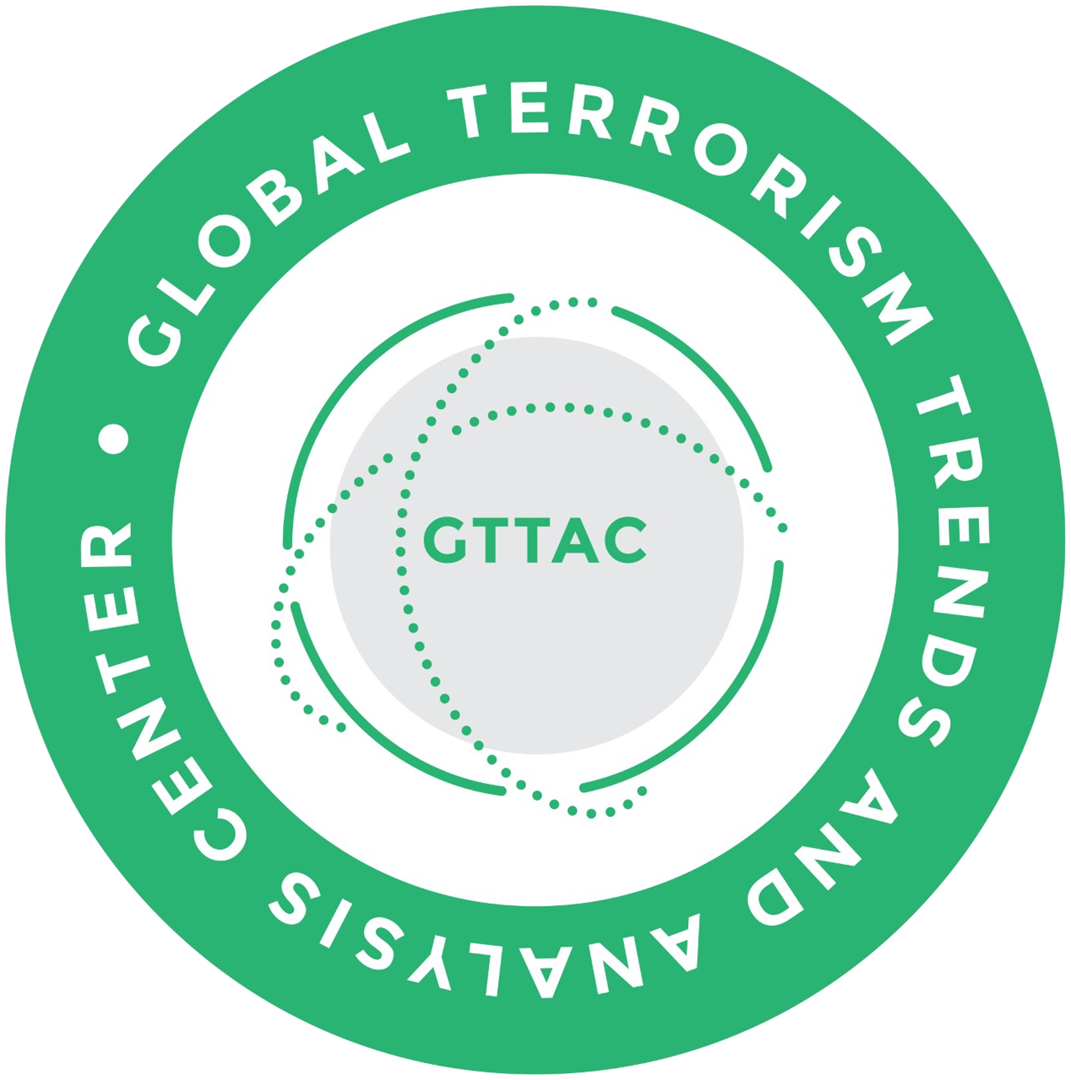 • GLOBAL TERRORISM TRENDS AND ANALYSIS CENTER
GTTAC